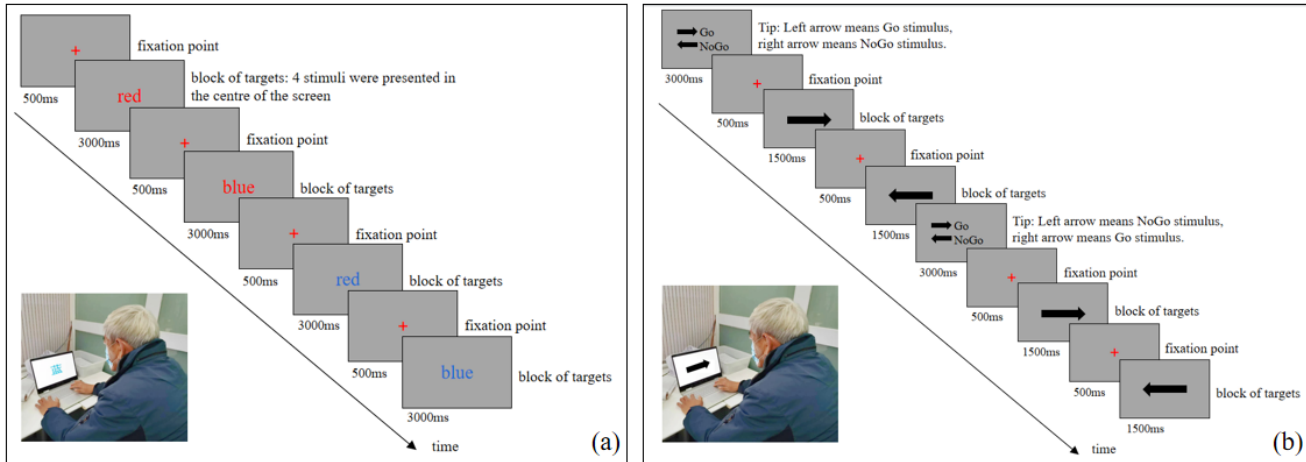 fixation point
500ms
red
block of targets: 4 stimuli were presented in
the centre of the screen
3000ms
fixation point
500ms
blue
block of targets
3000ms
fixation point
500ms
red
block of targets
3000ms
fixation point
500ms
blue
block of targets
3000ms
time
(a)
Go
NoGo
Tip: Left arrow means Go stimulus,
right arrow means NoGo stimulus.
3000ms
fixation point
500ms
block of targets
1500ms
fixation point
500ms
block of targets
1500ms
Go
NoGo
Tip: Left arrow means NoGo stimulus,
right arrow means Go stimulus.
3000ms
fixation point
500ms
block of targets
1500ms
fixation point
500ms
block of targets
1500ms
time
(b)